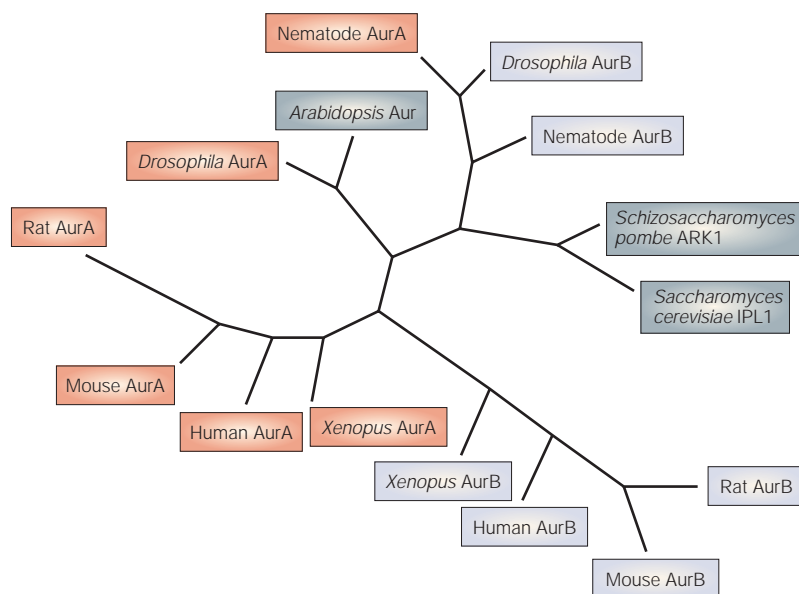 Nematode AurA
Drosophila AurB
Arabidopsis Aur
Nematode AurB
Drosophila AurA
Rat AurA
Schizosaccharomyces
pombe ARK1
Saccharomyces
cerevisiae IPL1
Mouse AurA
Human AurA
Xenopus AurA
Xenopus AurB
Rat AurB
Human AurB
Mouse AurB